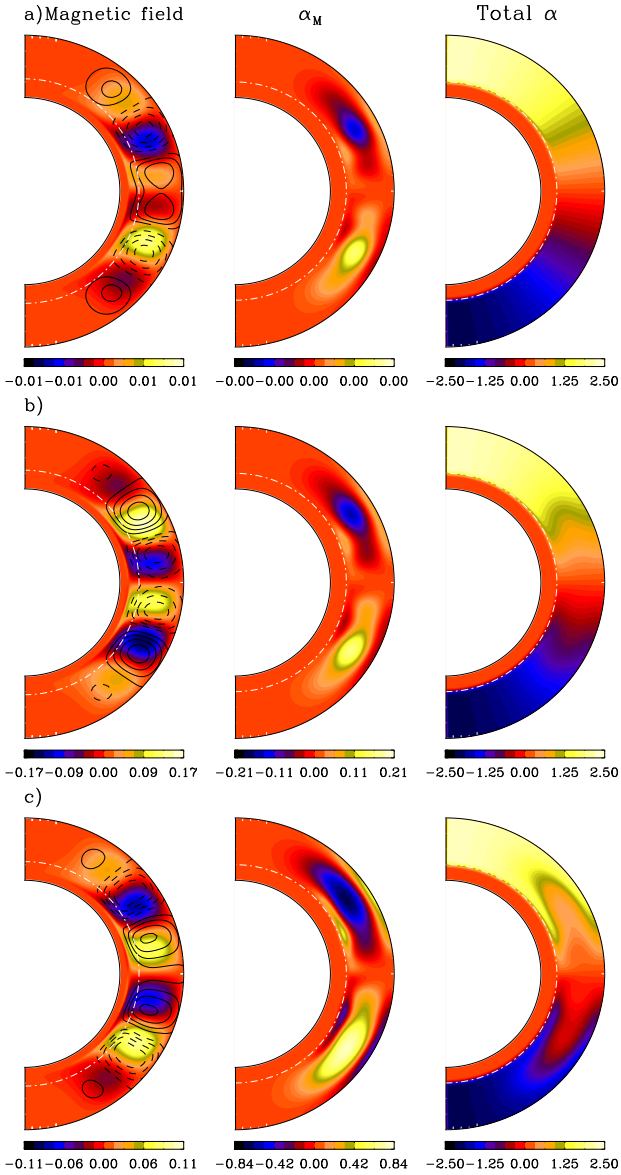 a)Magnetic field α_M Total α
−0.01−0.01 0.00 0.01 0.01 −0.00−0.00 0.00 0.00 0.00 −2.50−1.25 0.00 1.25 2.50
b)
−0.17−0.09 0.00 0.09 0.17 −0.21−0.11 0.00 0.11 0.21 −2.50−1.25 0.00 1.25 2.50
c)
−0.11−0.06 0.00 0.06 0.11 −0.84−0.42 0.00 0.42 0.84 −2.50−1.25 0.00 1.25 2.50